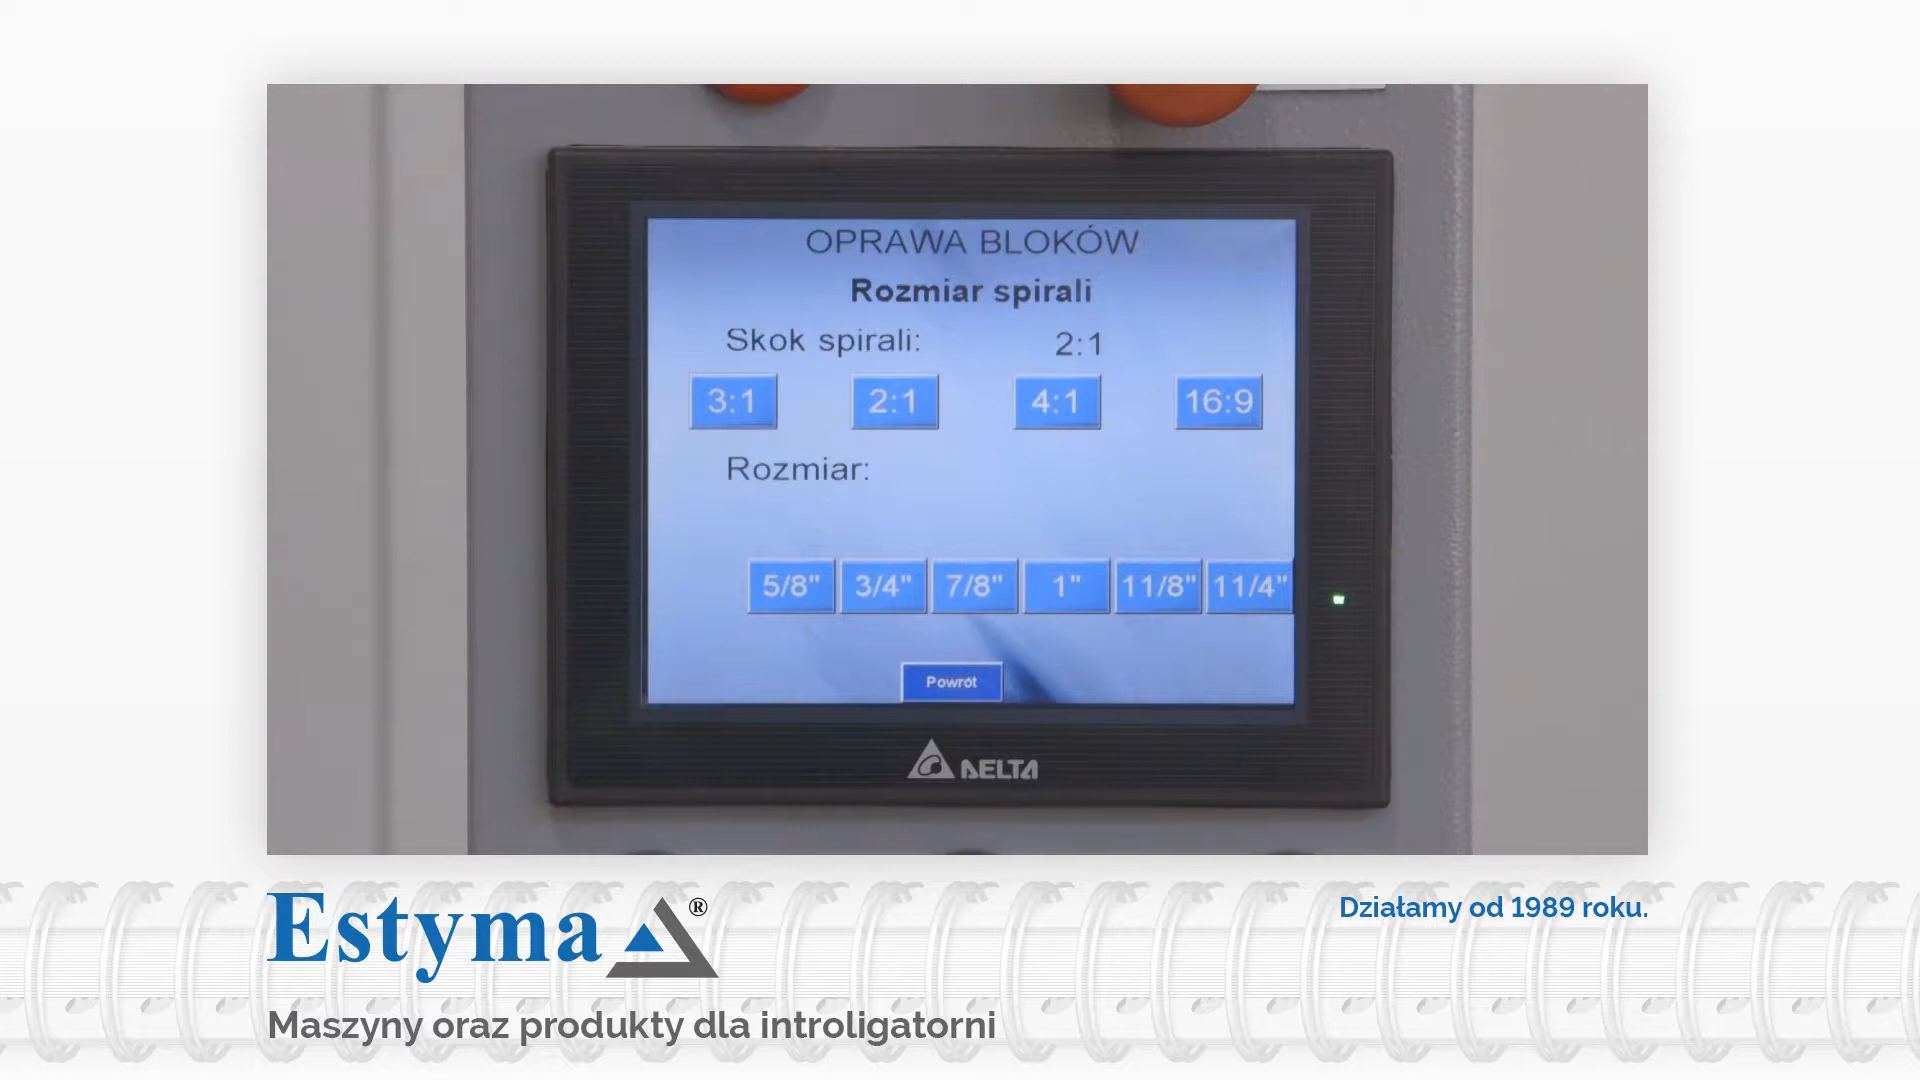 OPRAWA BLOKÓW
Rozmiar spirali
Skok spirali: 2:1
3:1 2:1 4:1 16:9
Rozmiar:
5/8" 3/4" 7/8" 1" 11/8" 11/4"
Powrót
DELTA
Estyma ®
Działamy od 1989 roku.
Maszyny oraz produkty dla introligatorni